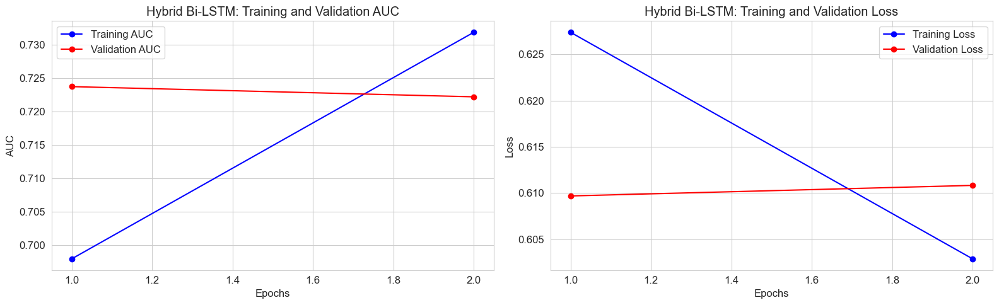 Hybrid Bi-LSTM: Training and Validation AUC
Training AUC
Validation AUC
0.730
0.725
0.720
0.715
0.710
0.705
0.700
AUC
1.0 1.2 1.4 1.6 1.8 2.0
Epochs
Hybrid Bi-LSTM: Training and Validation Loss
Training Loss
Validation Loss
0.625
0.620
0.615
0.610
0.605
Loss
1.0 1.2 1.4 1.6 1.8 2.0
Epochs